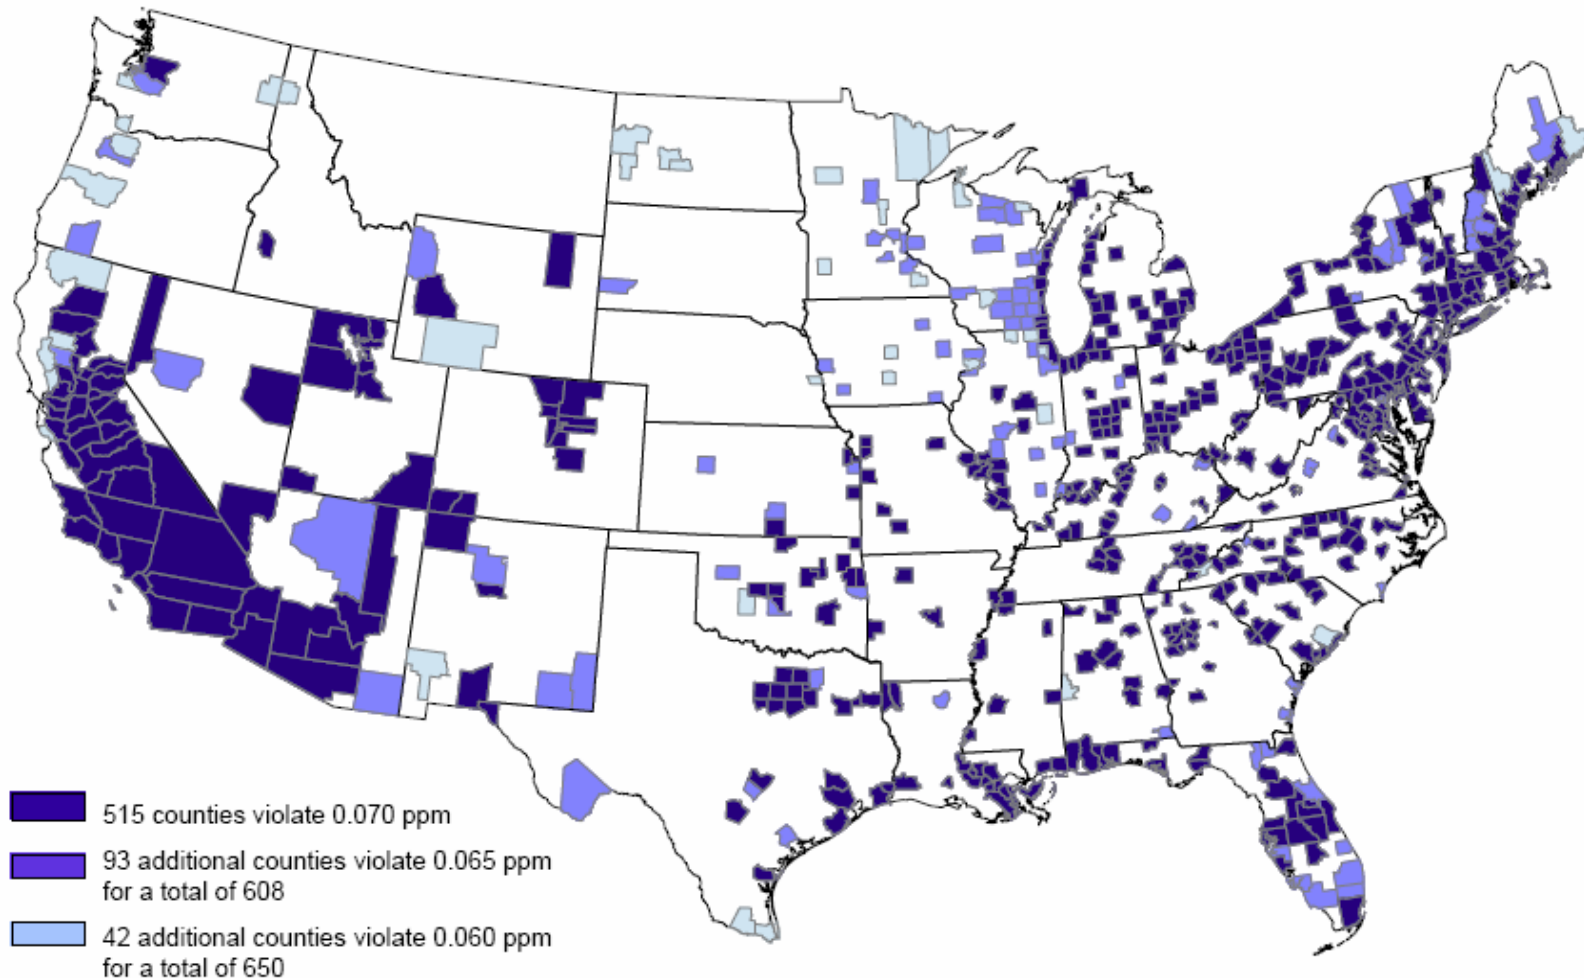 515 counties violate 0.070 ppm
93 additional counties violate 0.065 ppm
for a total of 608
42 additional counties violate 0.060 ppm
for a total of 650